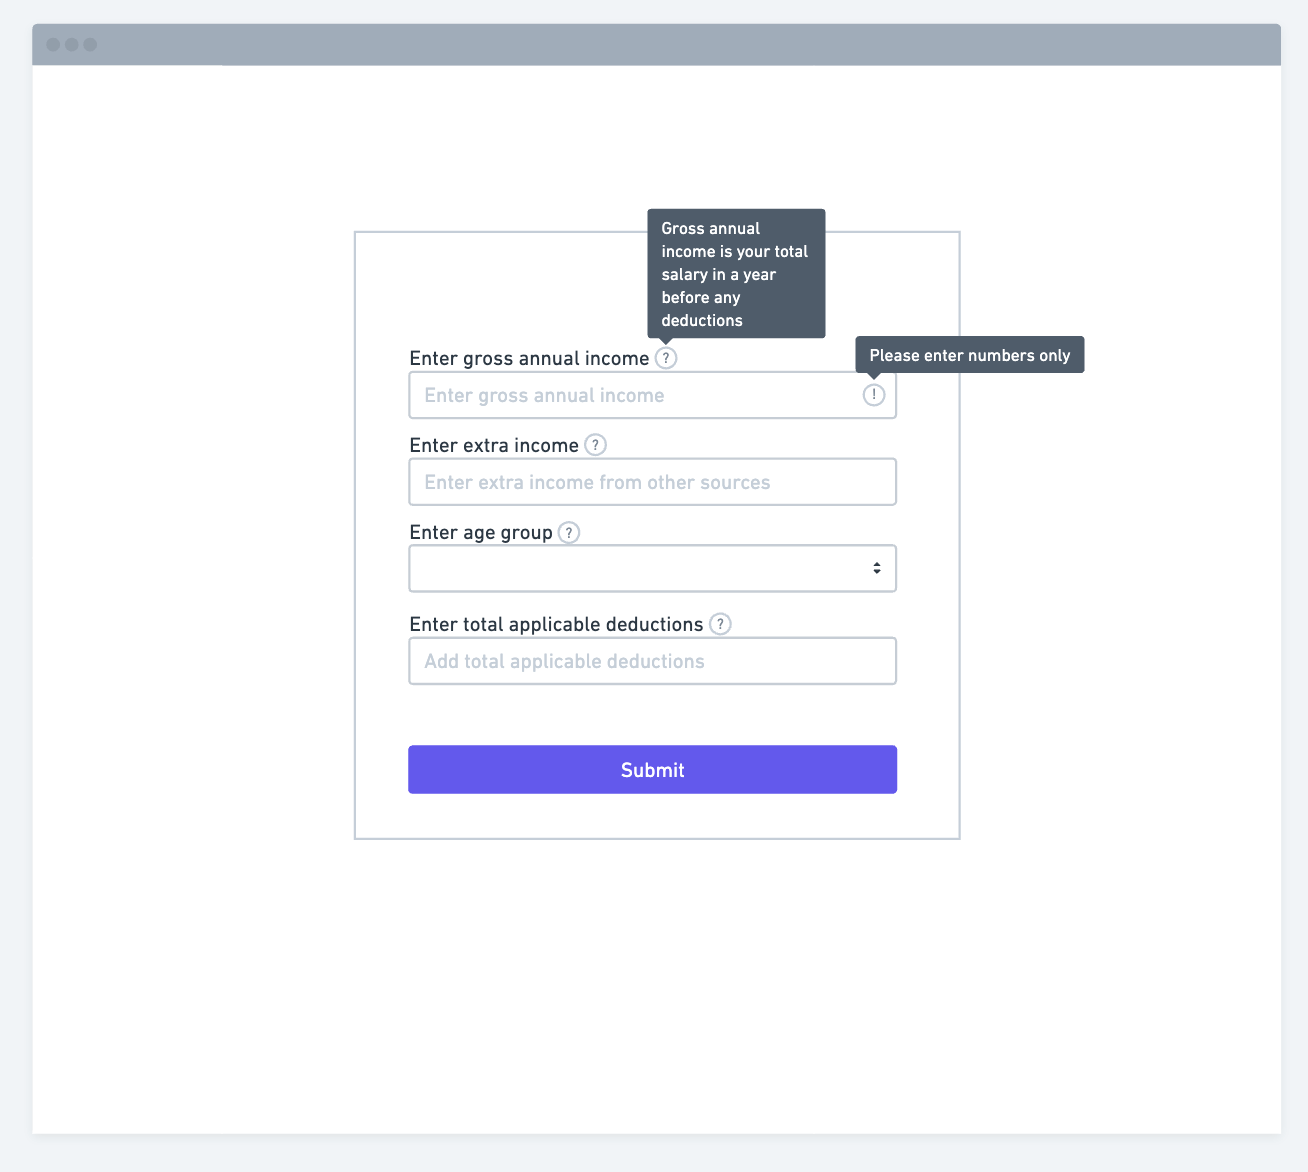 Gross annual
income is your total
salary in a year
before any
deductions
Enter gross annual income ?
Please enter numbers only
Enter gross annual income !
Enter extra income ?
Enter extra income from other sources
Enter age group ?
Enter total applicable deductions ?
Add total applicable deductions
Submit